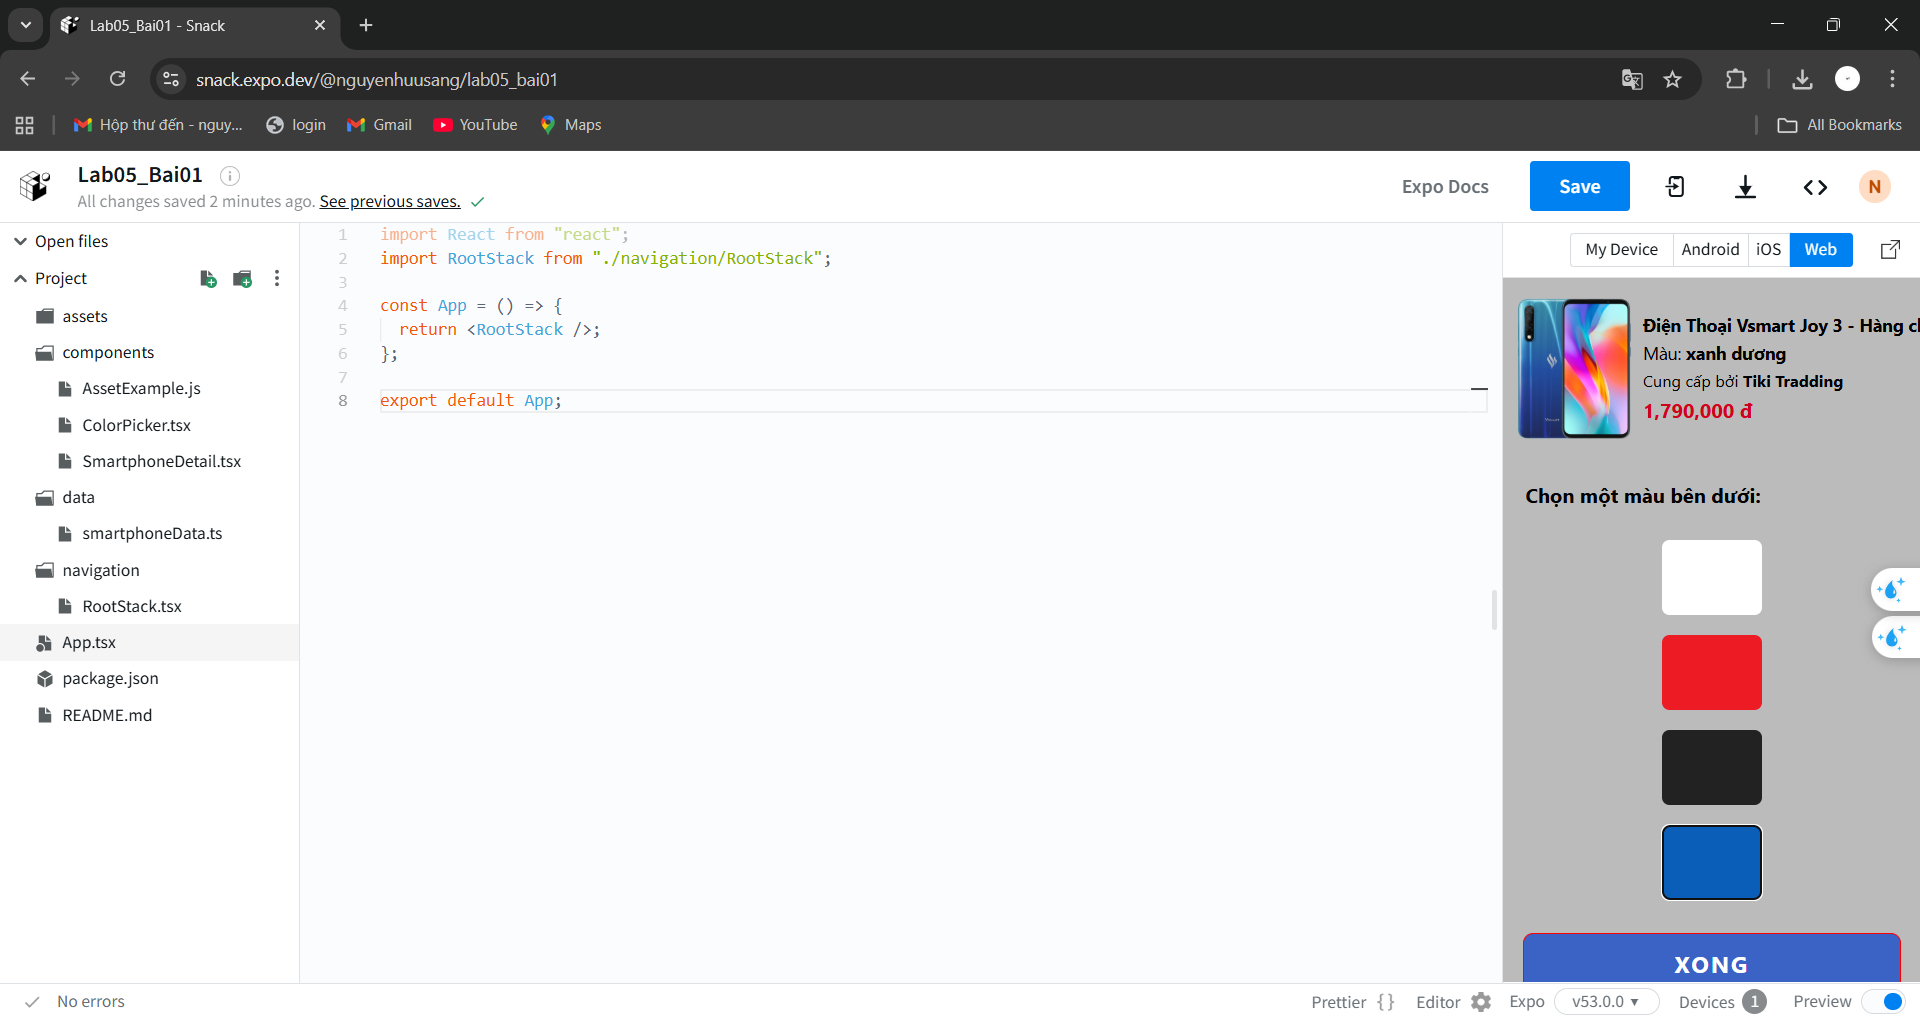 Lab05_Bai01 - Snack
snack.expo.dev/@nguyenhuusang/lab05_bai01
Hộp thư đến - nguy...
login
Gmail
YouTube
Maps
All Bookmarks
Lab05_Bai01
All changes saved 2 minutes ago. See previous saves.
Expo Docs
Save
N
Open files
Project
assets
components
AssetExample.js
ColorPicker.tsx
SmartphoneDetail.tsx
data
smartphoneData.ts
navigation
RootStack.tsx
App.tsx
package.json
README.md
1 import React from "react";
2 import RootStack from "./navigation/RootStack";
3
4 const App = () => {
5 return <RootStack />;
6 };
7
8 export default App;
My Device
Android
iOS
Web
Điện Thoại Vsmart Joy 3 - Hàng
Màu: xanh dương
Cung cấp bởi Tiki Tradding
1,790,000 đ
Chọn một màu bên dưới:
XONG
No errors
Prettier {}
Editor
Expo
v53.0.0
Devices 1
Preview